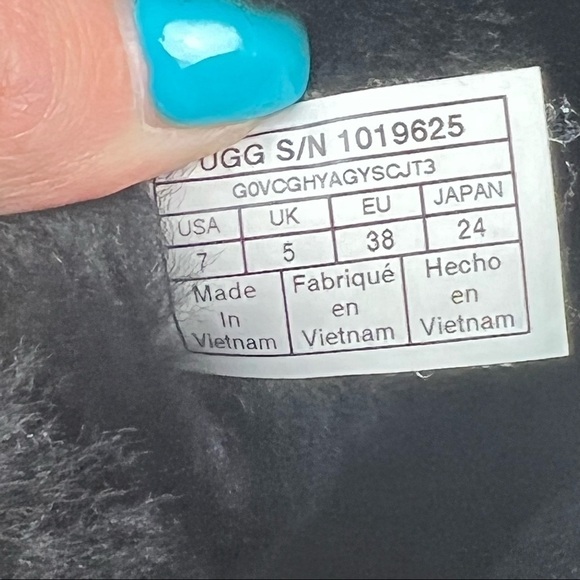 UGG S/N 1019625
GOVCGHYAGYSCJT3
USA UK EU JAPAN
7 5 38 24
Made In Vietnam
Fabriqué en Vietnam
Hecho en Vietnam